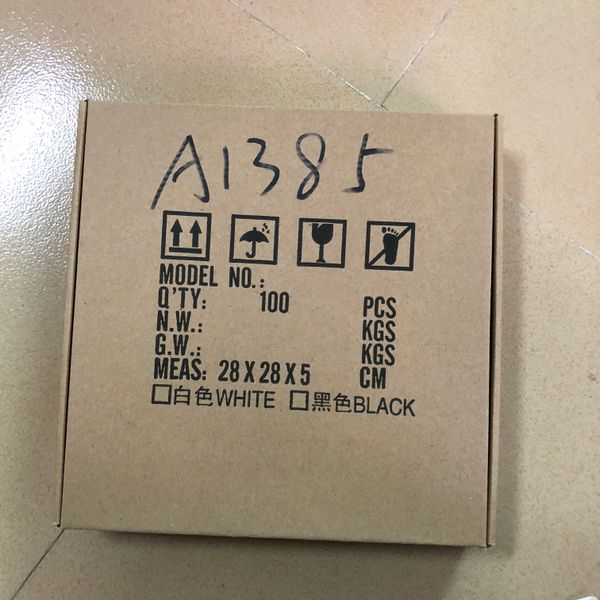 A1385
MODEL NO.:
Q'TY: 100 PCS
N.W.: KGS
G.W.: KGS
MEAS: 28 X 28 X 5 CM
☐白色WHITE ☐黑色BLACK